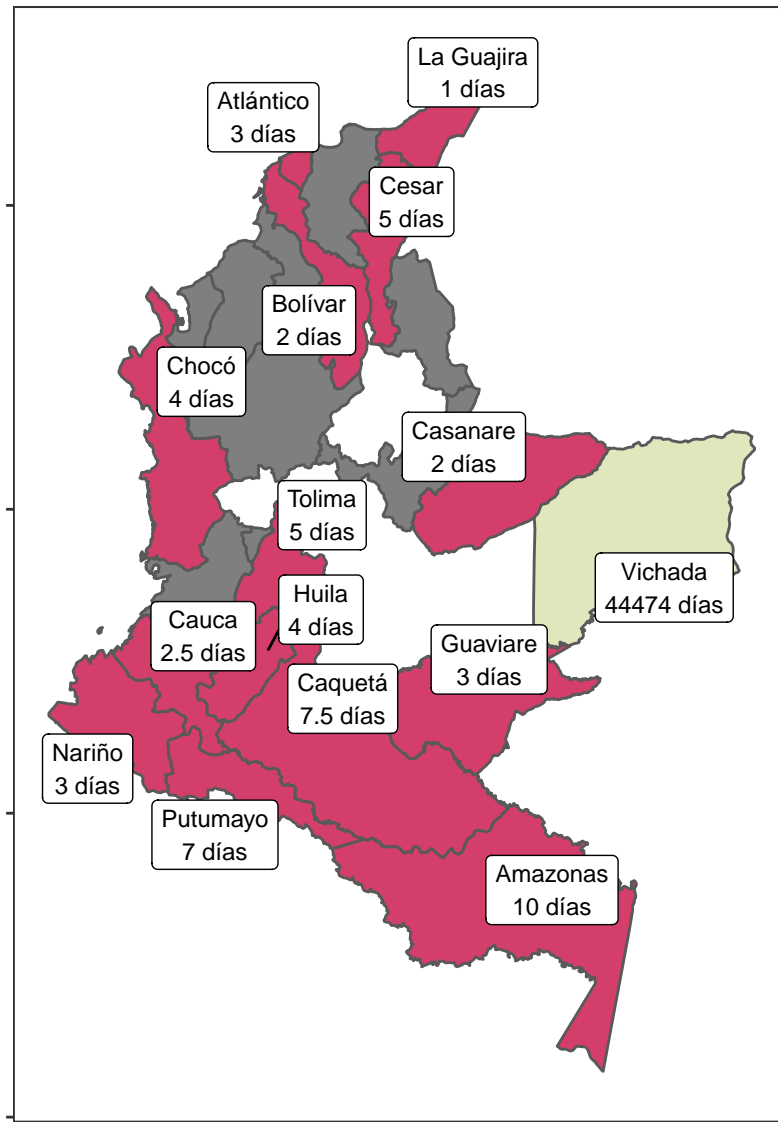 La Guajira
1 días
Atlántico
3 días
Cesar
5 días
Bolívar
2 días
Chocó
4 días
Casanare
2 días
Tolima
5 días
Vichada
44474 días
Huila
4 días
Cauca
2.5 días
Guaviare
3 días
Caquetá
7.5 días
Nariño
3 días
Putumayo
7 días
Amazonas
10 días